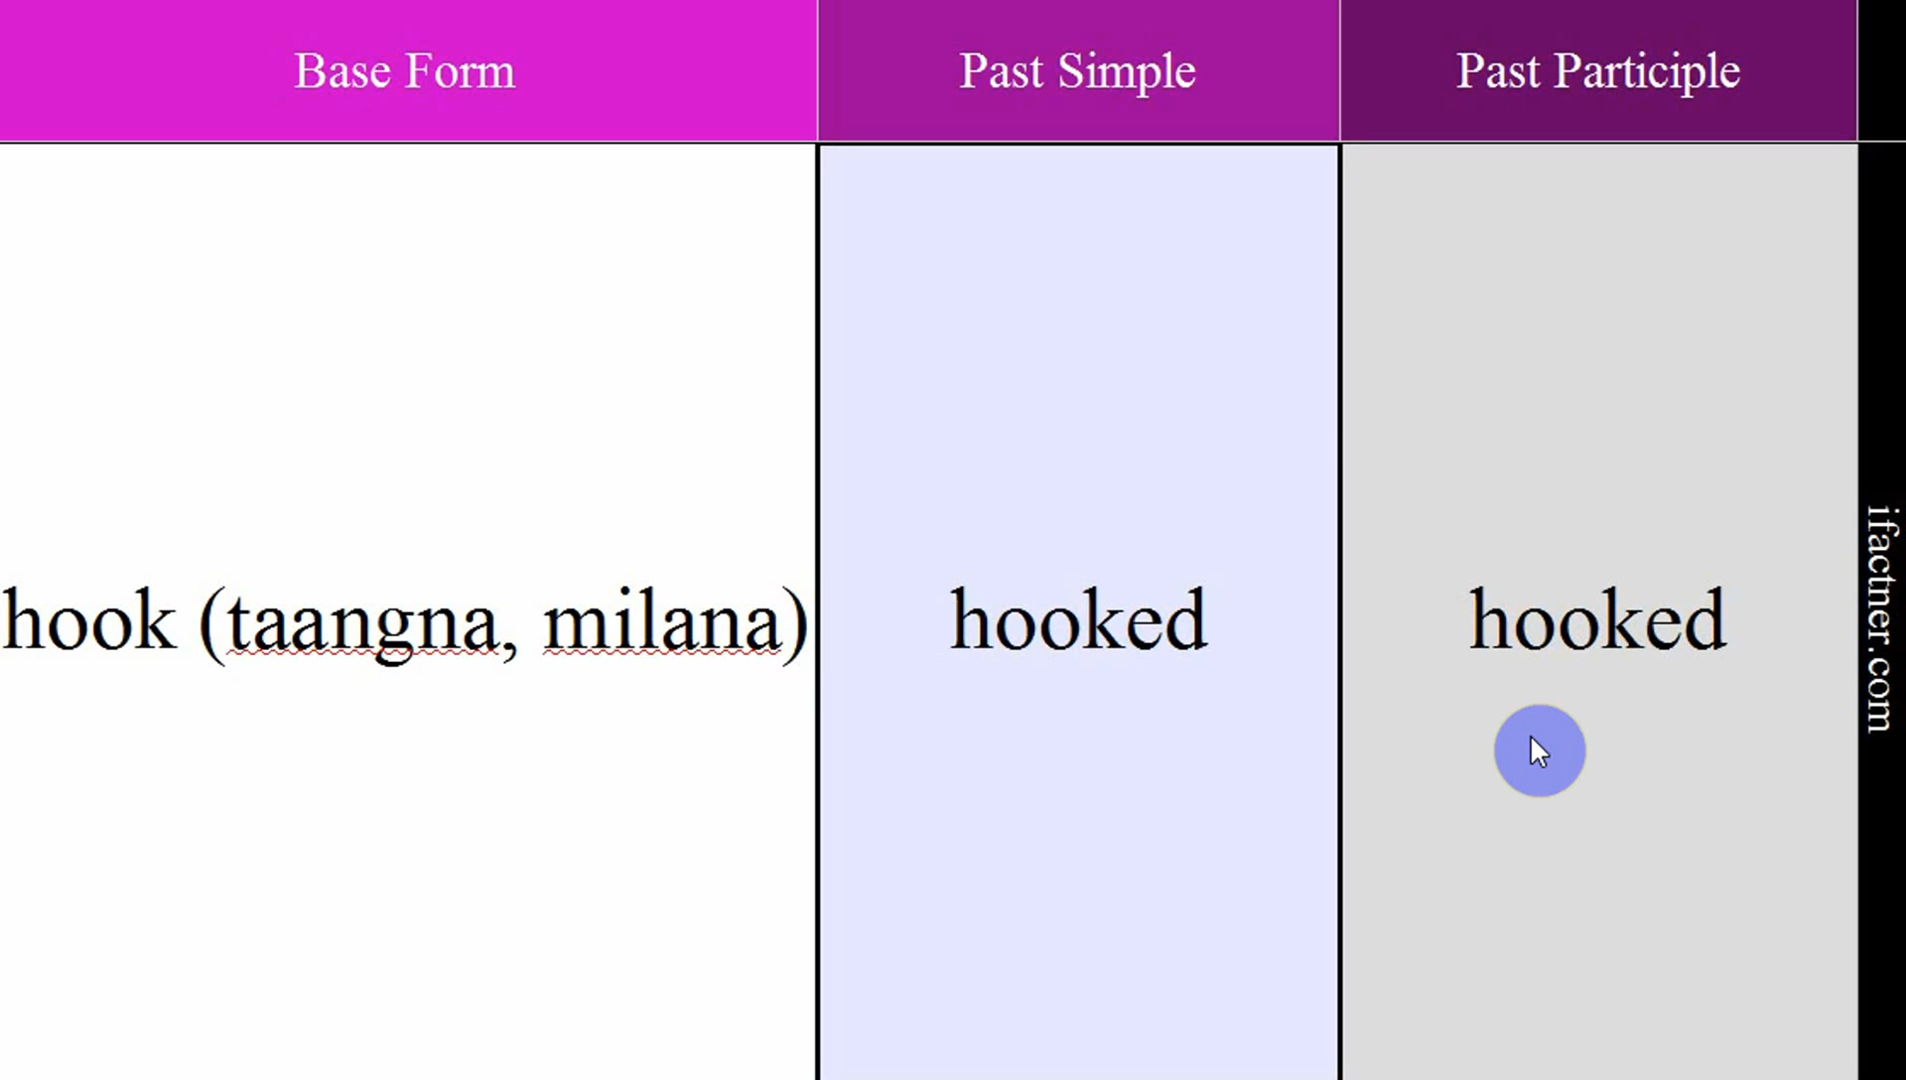 Base Form
Past Simple
Past Participle
hook (taangna, milana)
hooked
hooked
ifactner.com